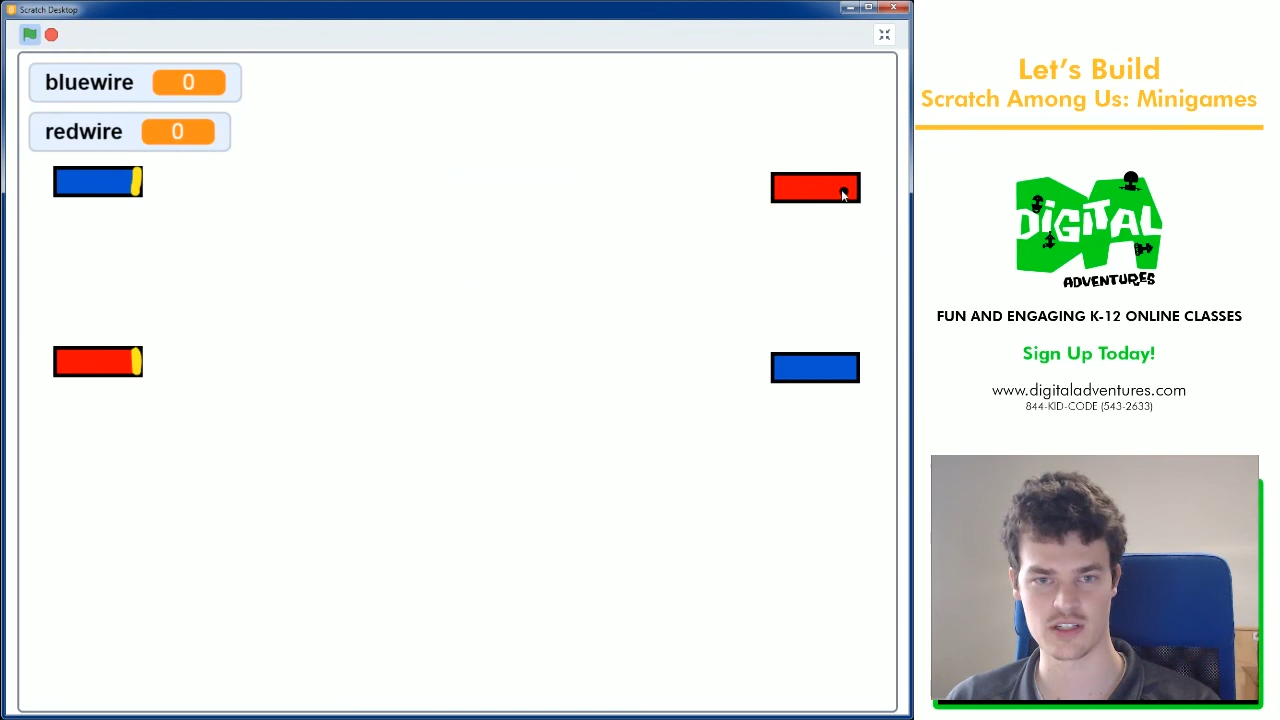 Scratch Desktop
bluewire 0
redwire 0
Let's Build
Scratch Among Us: Minigames
DIGITAL
ADVENTURES
FUN AND ENGAGING K-12 ONLINE CLASSES
Sign Up Today!
www.digitaladventures.com
844-KID-CODE (543-2633)